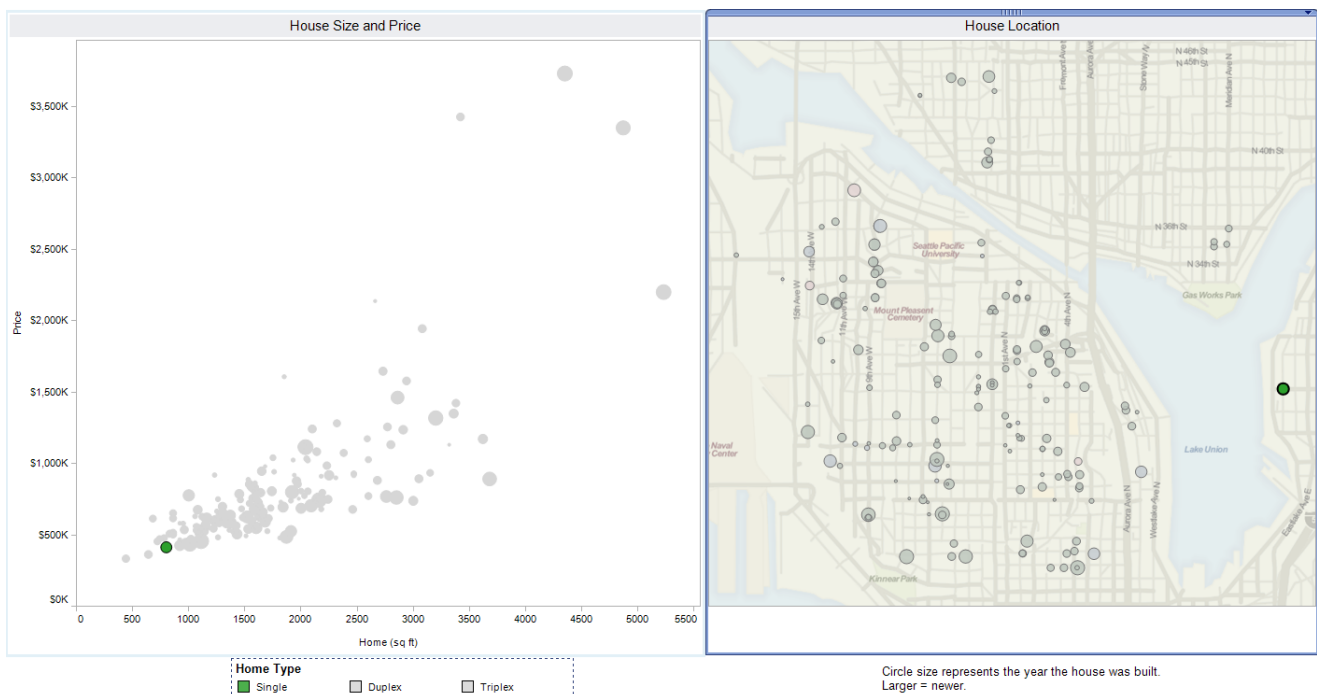 House Size and Price
Price
$3,500K
$3,000K
$2,500K
$2,000K
$1,500K
$1,000K
$500K
$0K
0 500 1000 1500 2000 2500 3000 3500 4000 4500 5000 5500
Home (sq ft)
Home Type
Single Duplex Triplex
House Location
N 46th St
N 45th St
Fremont Ave N
Aurora Ave
Stone Way N
Meridian Ave N
N 40th St
N 36th St
N 34th St
Seattle Pacific
University
Gas Works Park
14th Ave W
15th Ave W
11th Ave W
Mount Pleasant
Cemetery
9th Ave W
1st Ave N
4th Ave N
Naval
Center
Lake Union
Aurora Ave N
Westlake Ave N
Eastlake Ave E
Kinnear Park
Circle size represents the year the house was built.
Larger = newer.